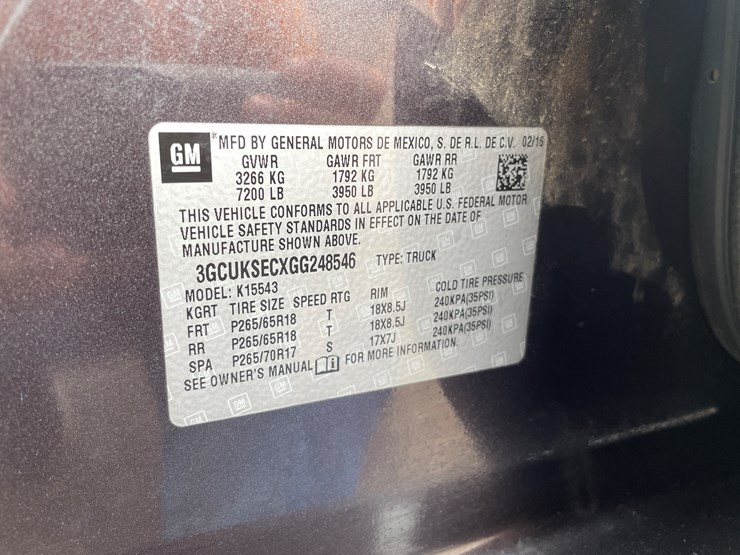 GM
MFD BY GENERAL MOTORS DE MEXICO, S. DE R.L. DE C.V. 02/16
GVWR GAWR FRT GAWR RR
3266 KG 1792 KG 1792 KG
7200 LB 3950 LB 3950 LB
THIS VEHICLE CONFORMS TO ALL APPLICABLE U.S. FEDERAL MOTOR
VEHICLE SAFETY STANDARDS IN EFFECT ON THE DATE OF
MANUFACTURE SHOWN ABOVE.
3GCUKSECXGG248546 TYPE: TRUCK
MODEL: K15543
KGRT TIRE SIZE SPEED RTG RIM COLD TIRE PRESSURE
FRT P265/65R18 T 18X8.5J 240KPA(35PSI)
RR P265/65R18 T 18X8.5J 240KPA(35PSI)
SPA P265/70R17 S 17X7J 240KPA(35PSI)
SEE OWNER'S MANUAL FOR MORE INFORMATION.